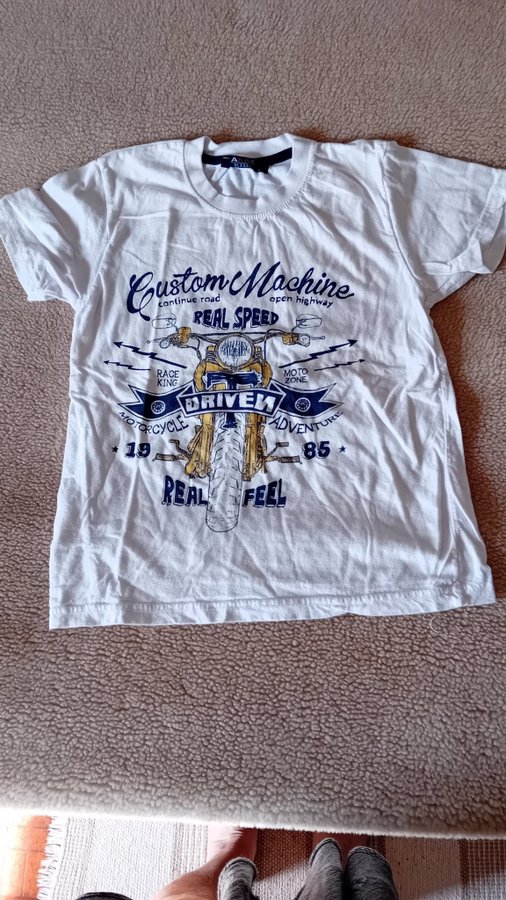 Custom Machine
continue road open highway
REAL SPEED
RACE MOTO
KING ZONE
DRIVEN
MOTORCYCLE ADVENTURE
19 85
REAL FEEL